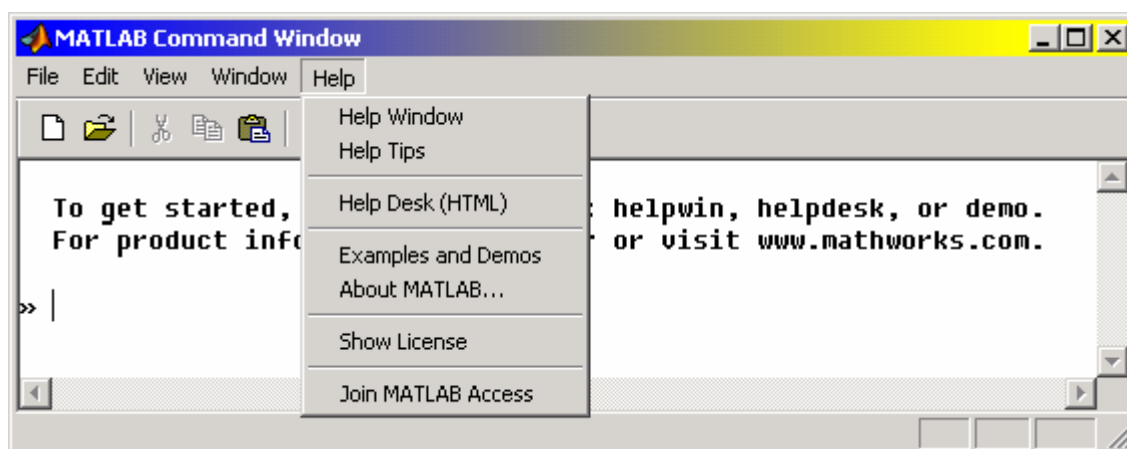 MATLAB Command Window
File Edit View Window Help
Help Window
Help Tips
Help Desk (HTML)
Examples and Demos
About MATLAB...
Show License
Join MATLAB Access
To get started, : helpwin, helpdesk, or demo.
For product or visit www.mathworks.com.
»